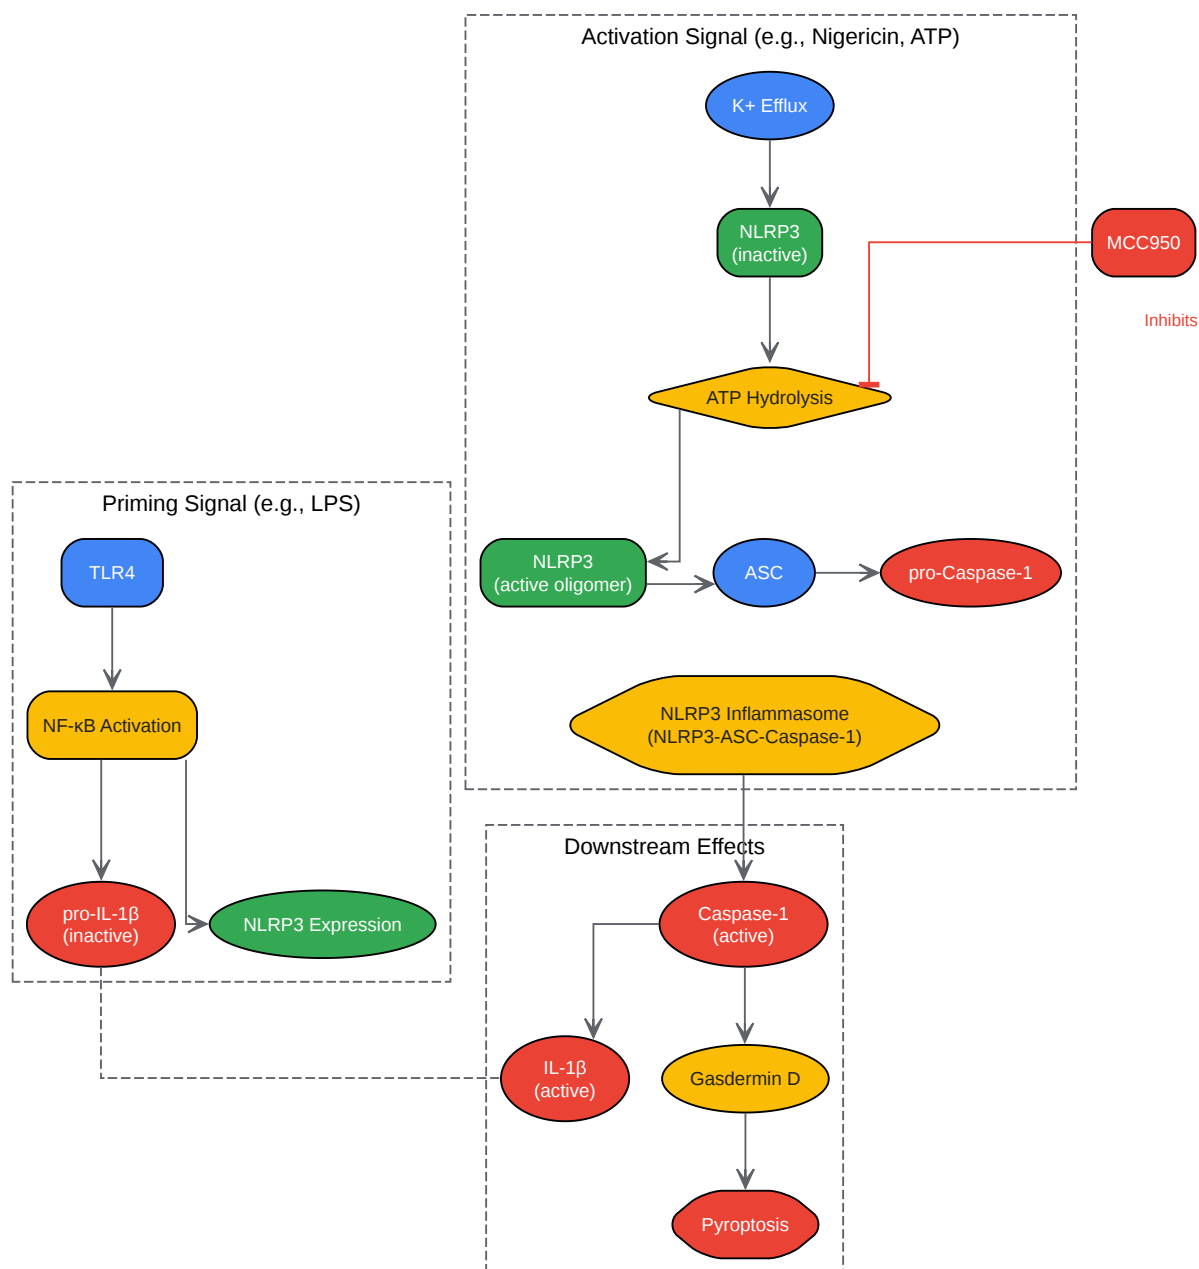 Activation Signal (e.g., Nigericin, ATP)
K+ Efflux
NLRP3
(inactive)
MCC950
Inhibits
ATP Hydrolysis
Priming Signal (e.g., LPS)
TLR4
NLRP3
(active oligomer)
ASC
pro-Caspase-1
NF-κB Activation
NLRP3 Inflammasome
(NLRP3-ASC-Caspase-1)
Downstream Effects
pro-IL-1β
(inactive)
NLRP3 Expression
Caspase-1
(active)
IL-1β
(active)
Gasdermin D
Pyroptosis